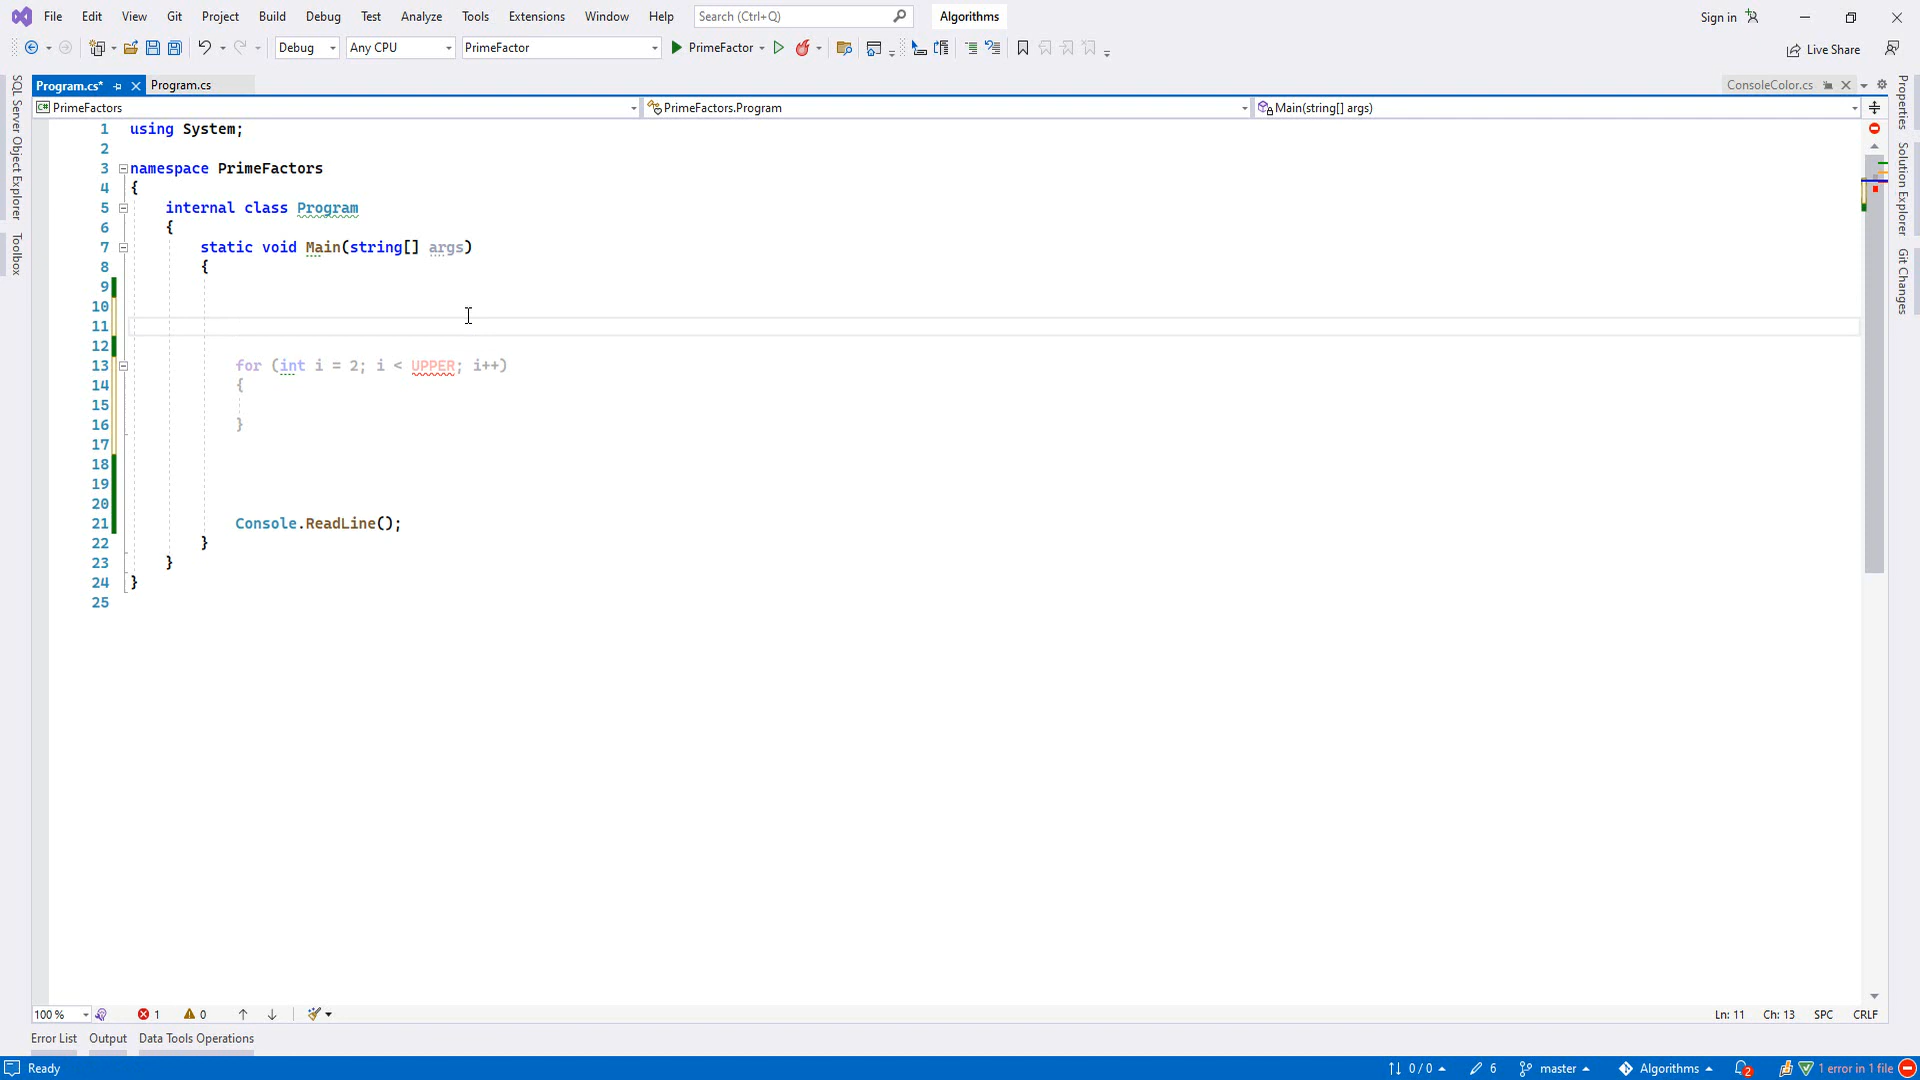 File Edit View Git Project Build Debug Test Analyze Tools Extensions Window Help Search (Ctrl+Q) Algorithms Sign in
Debug Any CPU PrimeFactor PrimeFactor Live Share
Program.cs* Program.cs ConsoleColor.cs
PrimeFactors PrimeFactors.Program Main(string[] args)
SQL Server Object Explorer
Toolbox
Properties
Solution Explorer
Git Changes
1 using System;
2
3 namespace PrimeFactors
4 {
5 internal class Program
6 {
7 static void Main(string[] args)
8 {
9
10
11
12
13 for (int i = 2; i < UPPER; i++)
14 {
15
16 }
17
18
19
20
21 Console.ReadLine();
22 }
23 }
24 }
25
100 % 1 0 Ln: 11 Ch: 13 SPC CRLF
Error List Output Data Tools Operations
Ready 0 / 0 6 master Algorithms 2 1 error in 1 file